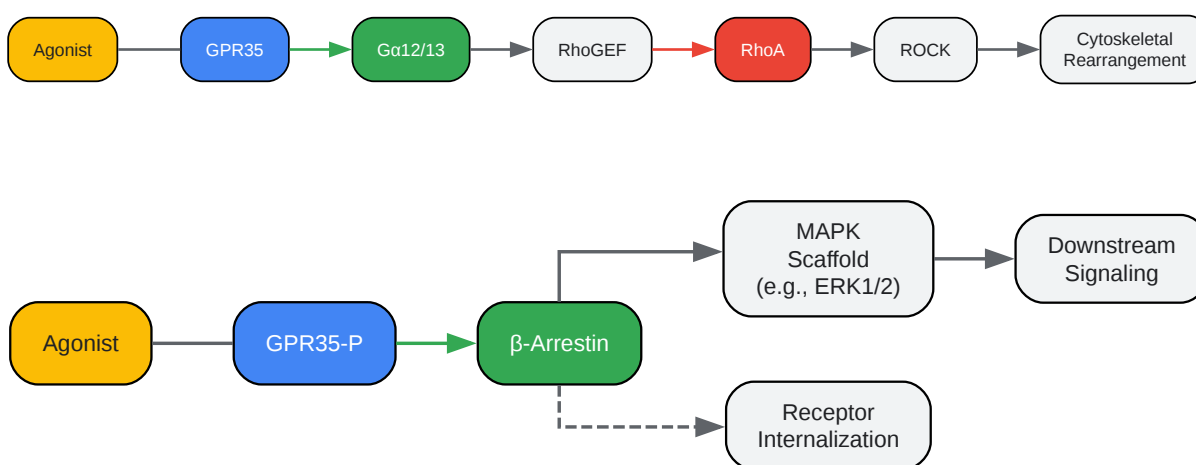 Agonist
GPR35
Gα12/13
RhoGEF
RhoA
ROCK
Cytoskeletal
Rearrangement
MAPK
Scaffold
(e.g., ERK1/2)
Downstream
Signaling
Agonist
GPR35-P
β-Arrestin
Receptor
Internalization